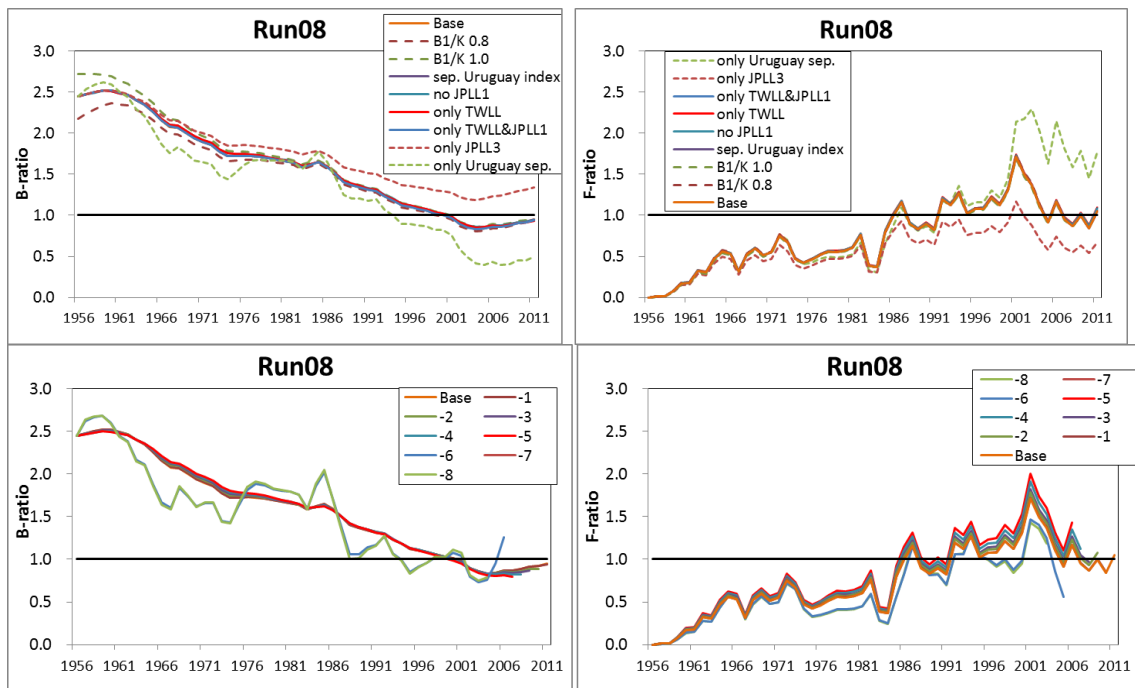 Run08
B-ratio
3.0
2.5
2.0
1.5
1.0
0.5
0.0
1956 1961 1966 1971 1976 1981 1986 1991 1996 2001 2006 2011
Base
B1/K 0.8
B1/K 1.0
sep. Uruguay index
no JPLL1
only TWLL
only TWLL&JPLL1
only JPLL3
only Uruguay sep.
Run08
F-ratio
3.0
2.5
2.0
1.5
1.0
0.5
0.0
1956 1961 1966 1971 1976 1981 1986 1991 1996 2001 2006 2011
only Uruguay sep.
only JPLL3
only TWLL&JPLL1
only TWLL
no JPLL1
sep. Uruguay index
B1/K 1.0
B1/K 0.8
Base
Run08
B-ratio
3.0
2.5
2.0
1.5
1.0
0.5
0.0
1956 1961 1966 1971 1976 1981 1986 1991 1996 2001 2006 2011
Base -1
-2 -3
-4 -5
-6 -7
-8
Run08
F-ratio
3.0
2.5
2.0
1.5
1.0
0.5
0.0
1956 1961 1966 1971 1976 1981 1986 1991 1996 2001 2006 2011
-8 -7
-6 -5
-4 -3
-2 -1
Base